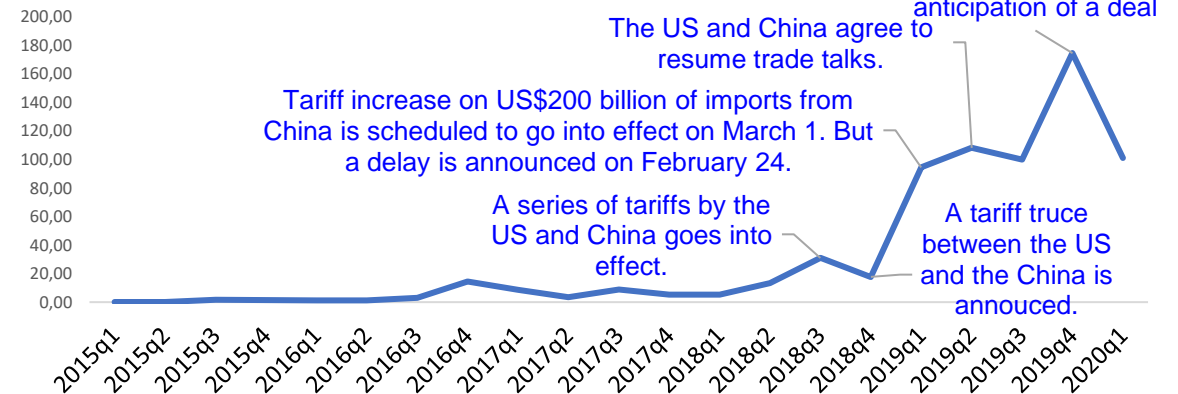 anticipation of a deal
The US and China agree to
resume trade talks.
Tariff increase on US$200 billion of imports from
China is scheduled to go into effect on March 1. But
a delay is announced on February 24.
A series of tariffs by the
US and China goes into
effect.
A tariff truce
between the US
and the China is
annouced.
200,00
180,00
160,00
140,00
120,00
100,00
80,00
60,00
40,00
20,00
0,00
2015q1
2015q2
2015q3
2015q4
2016q1
2016q2
2016q3
2016q4
2017q1
2017q2
2017q3
2017q4
2018q1
2018q2
2018q3
2018q4
2019q1
2019q2
2019q3
2019q4
2020q1